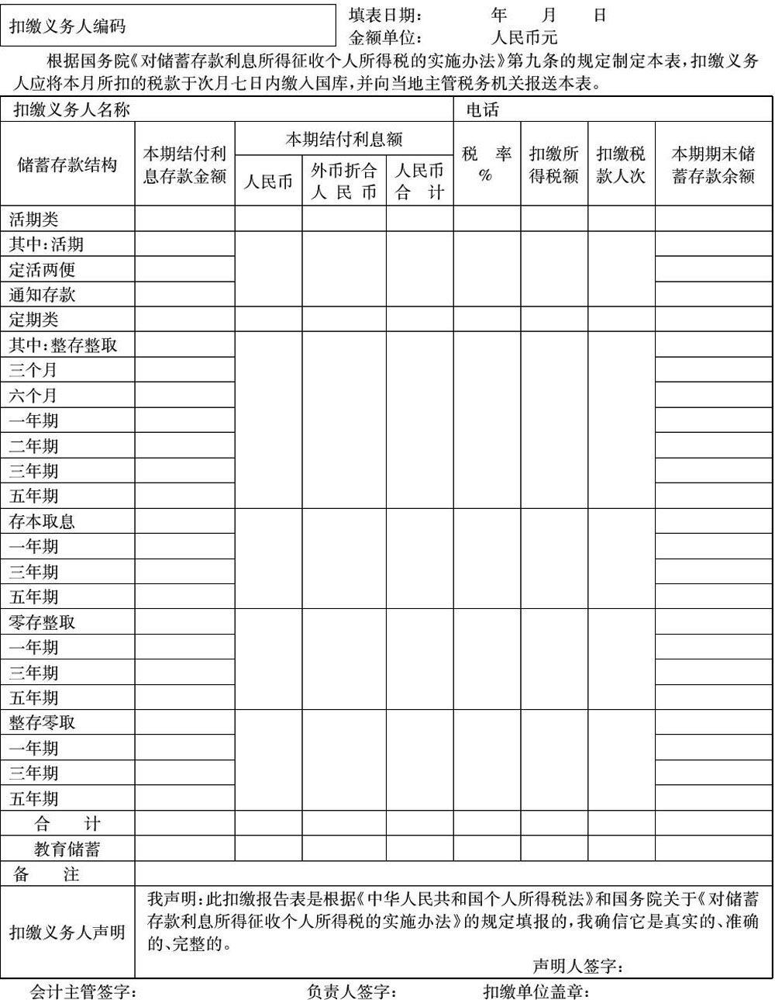 扣缴义务人编码
填表日期： 年 月 日
金额单位： 人民币元
根据国务院《对储蓄存款利息所得征收个人所得税的实施办法》第九条的规定制定本表，扣缴义务
人应将本月所扣的税款于次月七日内缴入国库，并向当地主管税务机关报送本表。
扣缴义务人名称 电话
储蓄存款结构
本期结付利
息存款金额
本期结付利息额
人民币
外币折合
人民币
人民币
合 计
税 率
%
扣缴所
得税额
扣缴税
款人次
本期期末储
蓄存款余额
活期类
其中：活期
定活两便
通知存款
定期类
其中：整存整取
三个月
六个月
一年期
二年期
三年期
五年期
存本取息
一年期
三年期
五年期
零存整取
一年期
三年期
五年期
整存零取
一年期
三年期
五年期
合 计
教育储蓄
备 注
扣缴义务人声明
我声明：此扣缴报告表是根据《中华人民共和国个人所得税法》和国务院关于《对储蓄
存款利息所得征收个人所得税的实施办法》的规定填报的，我确信它是真实的、准确
的、完整的。
声明人签字：
会计主管签字： 负责人签字： 扣缴单位盖章：